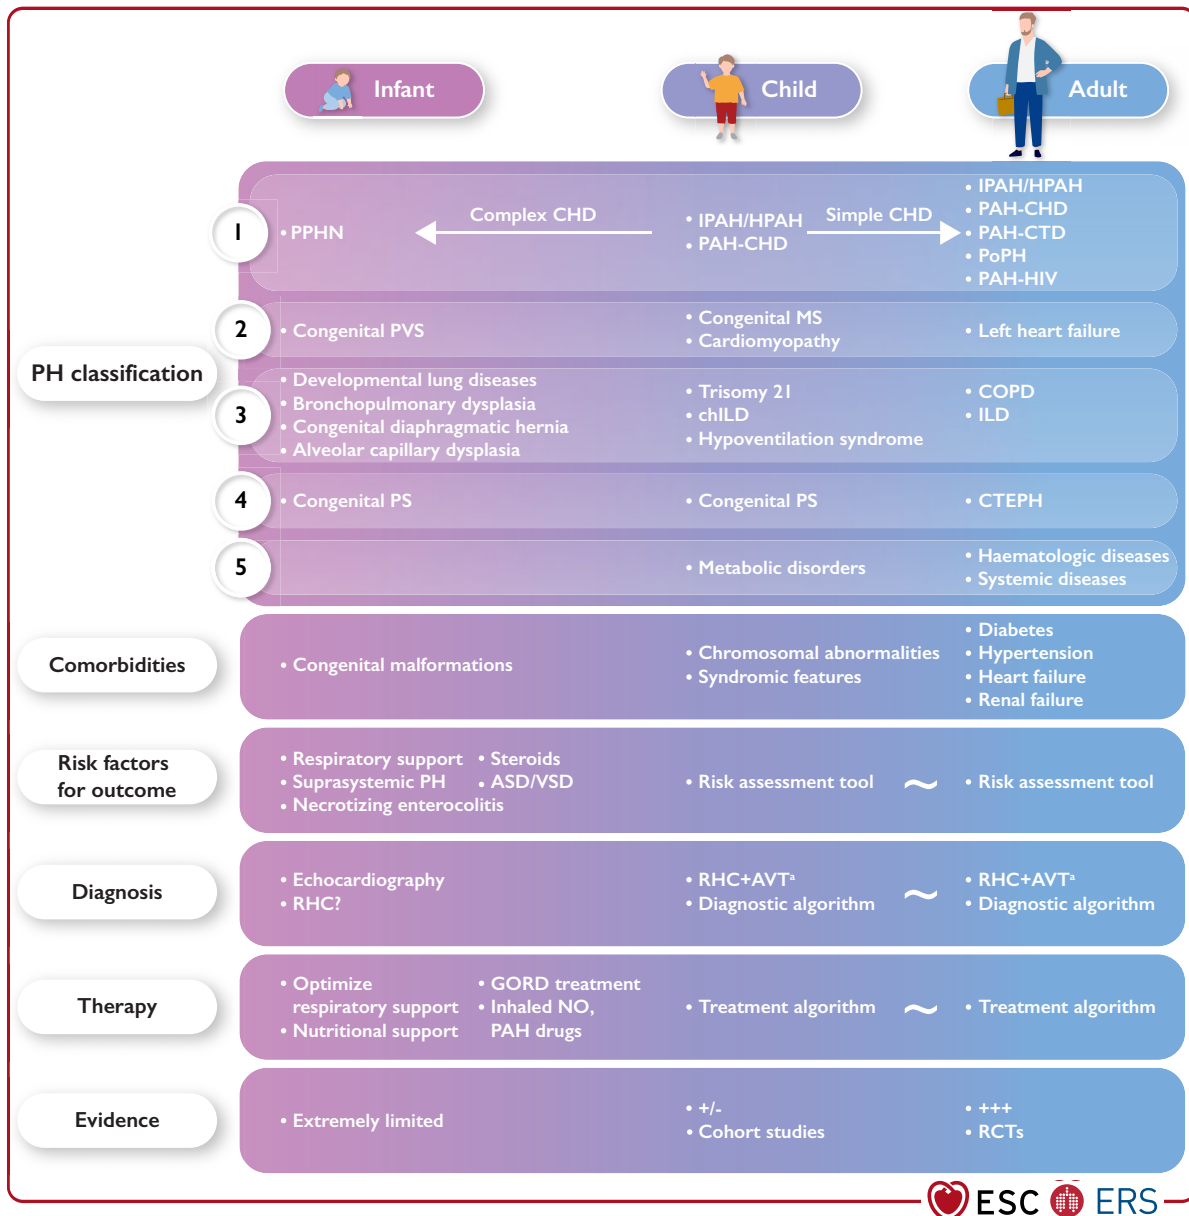 Infant
Child
Adult
PH classification
1
• PPHN
Complex CHD
• IPAH/HPAH
• PAH-CHD
Simple CHD
• IPAH/HPAH
• PAH-CHD
• PAH-CTD
• PoPH
• PAH-HIV
2
• Congenital PVS
• Congenital MS
• Cardiomyopathy
• Left heart failure
3
• Developmental lung diseases
• Bronchopulmonary dysplasia
• Congenital diaphragmatic hernia
• Alveolar capillary dysplasia
• Trisomy 21
• chILD
• Hypoventilation syndrome
• COPD
• ILD
4
• Congenital PS
• Congenital PS
• CTEPH
5
• Metabolic disorders
• Haematologic diseases
• Systemic diseases
Comorbidities
• Congenital malformations
• Chromosomal abnormalities
• Syndromic features
• Diabetes
• Hypertension
• Heart failure
• Renal failure
Risk factors
for outcome
• Respiratory support
• Suprasystemic PH
• Necrotizing enterocolitis
• Steroids
• ASD/VSD
• Risk assessment tool
~
• Risk assessment tool
Diagnosis
• Echocardiography
• RHC?
• RHC+AVTᵃ
• Diagnostic algorithm
~
• RHC+AVTᵃ
• Diagnostic algorithm
Therapy
• Optimize
respiratory support
• Nutritional support
• GORD treatment
• Inhaled NO,
PAH drugs
• Treatment algorithm
~
• Treatment algorithm
Evidence
• Extremely limited
• +/-
• Cohort studies
• +++
• RCTs
ESC ERS